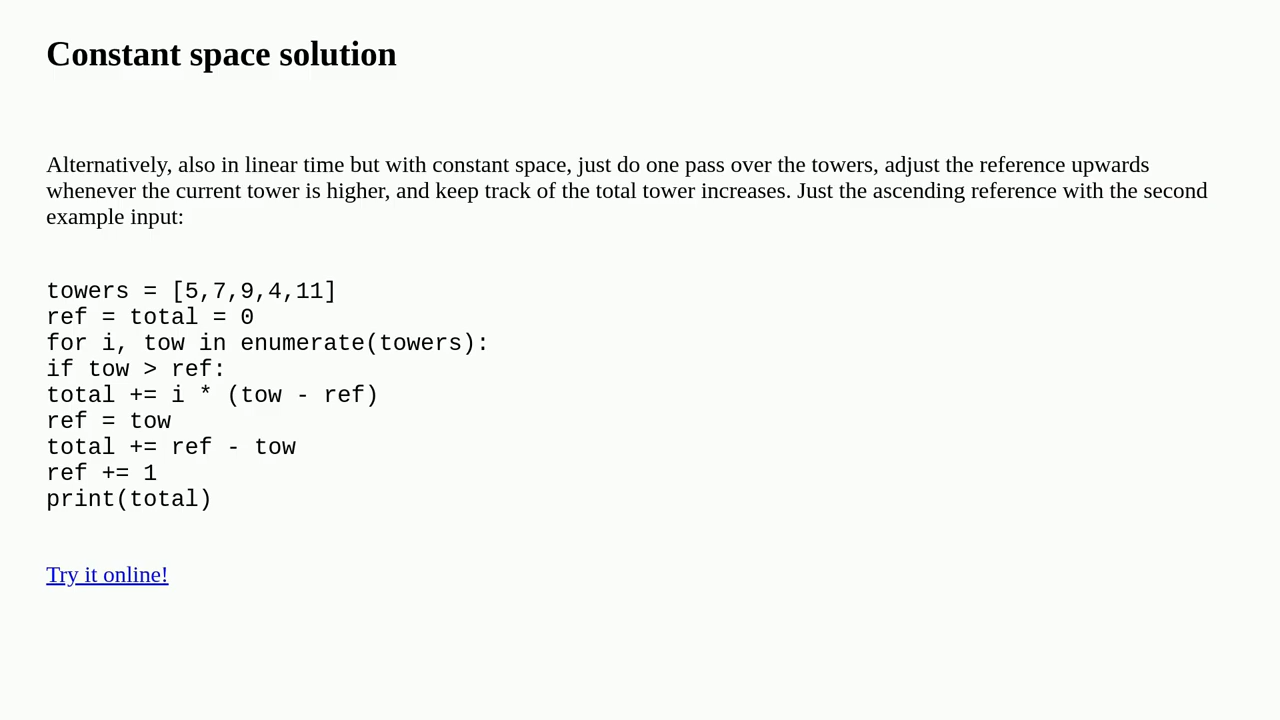 Constant space solution
Alternatively, also in linear time but with constant space, just do one pass over the towers, adjust the reference upwards
whenever the current tower is higher, and keep track of the total tower increases. Just the ascending reference with the second
example input:
towers = [5,7,9,4,11]
ref = total = 0
for i, tow in enumerate(towers):
if tow > ref:
total += i * (tow - ref)
ref = tow
total += ref - tow
ref += 1
print(total)
Try it online!